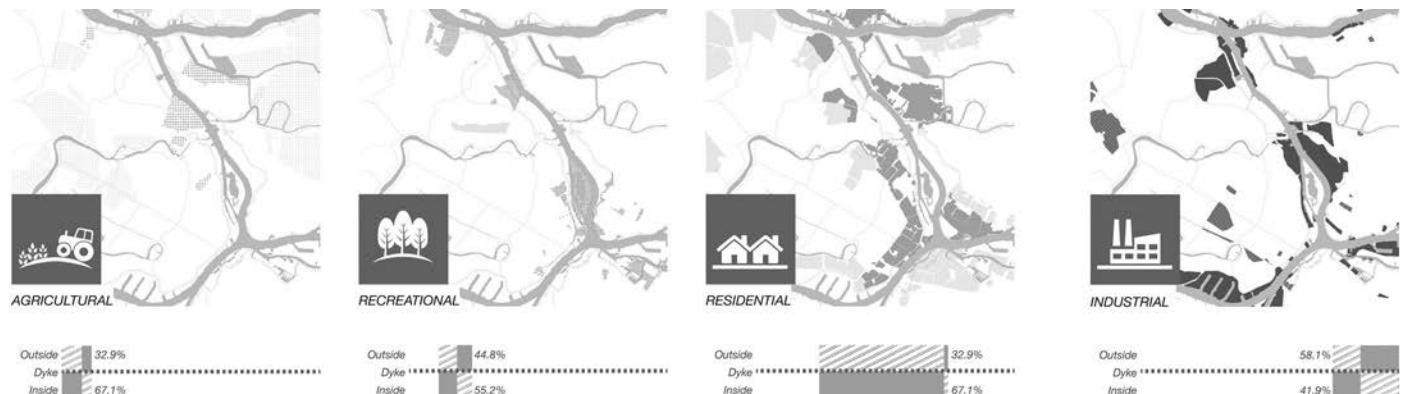 AGRICULTURAL
Outside 32.9%
Dyke
Inside 67.1%
RECREATIONAL
Outside 44.8%
Dyke
Inside 55.2%
RESIDENTIAL
Outside 32.9%
Dyke
Inside 67.1%
INDUSTRIAL
Outside 58.1%
Dyke
Inside 41.9%